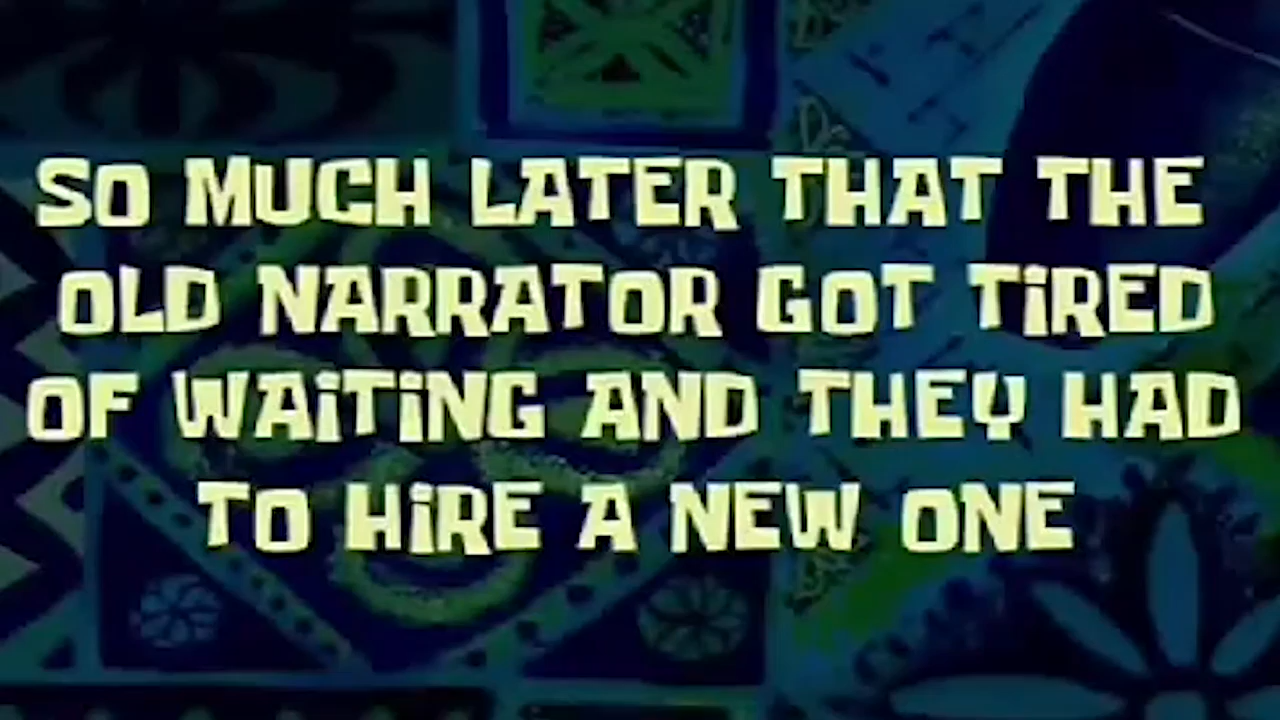 SO MUCH LATER THAT THE
OLD NARRATOR GOT TiRED
OF WAiTiNG AND THEY HAD
TO HiRE A NEW ONE